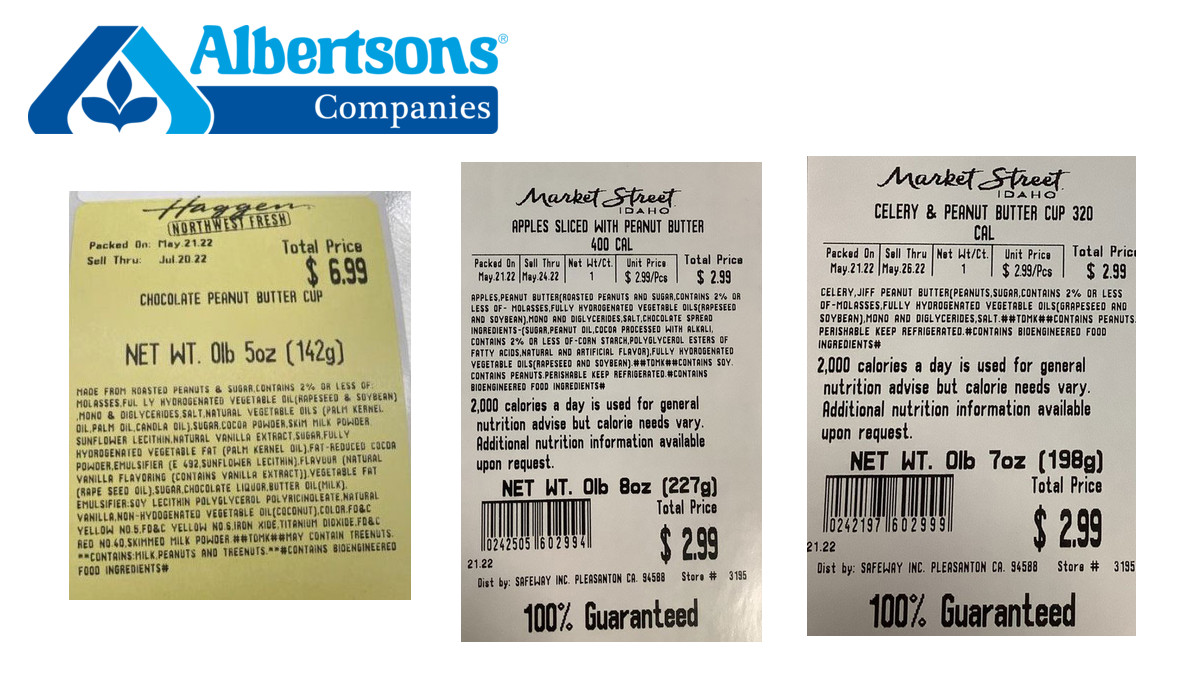 Albertsons®
Companies
Haggen
NORTHWEST FRESH
Packed On: May.21.22
Sell Thru: Jul.20.22
Total Price
$ 6.99
CHOCOLATE PEANUT BUTTER CUP
NET WT. 0lb 5oz (142g)
MADE FROM ROASTED PEANUTS & SUGAR,CONTAINS 2% OR LESS OF:
MOLASSES,FUL LY HYDROGENATED VEGETABLE OIL(RAPESEED & SOYBEAN)
,MONO & DIGLYCERIDES,SALT,NATURAL VEGETABLE OILS (PALM KERNEL
OIL,PALM OIL,CANOLA OIL),SUGAR,COCOA POWDER,SKIM MILK POWDER
SUNFLOWER LECITHIN,NATURAL VANILLA EXTRACT,SUGAR,FULLY
HYDROGENATED VEGETABLE FAT (PALM KERNEL OIL),FAT-REDUCED COCOA
POWDER,EMULSIFIER (E 492,SUNFLOWER LECITHIN),FLAVOUR (NATURAL
VANILLA FLAVORING (CONTAINS VANILLA EXTRACT)),VEGETABLE FAT
(RAPE SEED OIL),SUGAR,CHOCOLATE LIQUOR,BUTTER OIL(MILK).
EMULSIFIER:SOY LECITHIN POLYGLYCEROL POLYRICINOLEATE,NATURAL
VANILLA,NON-HYDOGENATED VEGETABLE OIL(COCONUT),COLOR:FD&C
YELLOW NO.5,FD&C YELLOW NO.6,IRON XIDE,TITANIUM DIOXIDE,FD&C
RED NO.40,SKIMMED MILK POWDER.##TDMK##MAY CONTAIN TREENUTS.
**CONTAINS:MILK,PEANUTS AND TREENUTS.**#CONTAINS BIOENGINEERED
FOOD INGREDIENTS#
Market Street
IDAHO
APPLES SLICED WITH PEANUT BUTTER
400 CAL
Packed On Sell Thru Net Wt/Ct. Unit Price Total Price
May.21.22 May.24.22 1 $ 2.99/Pcs $ 2.99
APPLES,PEANUT BUTTER(ROASTED PEANUTS AND SUGAR,CONTAINS 2% OR
LESS OF- MOLASSES,FULLY HYDROGENATED VEGETABLE OILS(RAPESEED
AND SOYBEAN),MONO AND DIGLYCERIDES,SALT,CHOCOLATE SPREAD
INGREDIENTS-(SUGAR,PEANUT OIL,COCOA PROCESSED WITH ALKALI,
CONTAINS 2% OR LESS OF-CORN STARCH,POLYGLYCEROL ESTERS OF
FATTY ACIDS,NATURAL AND ARTIFICIAL FLAVOR),FULLY HYDROGENATED
VEGETABLE OILS(RAPESEED AND SOYBEAN).##TDMK##CONTAINS SOY.
CONTAINS PEANUTS.PERISHABLE KEEP REFRIGERATED.#CONTAINS
BIOENGINEERED FOOD INGREDIENTS#
2,000 calories a day is used for general
nutrition advise but calorie needs vary.
Additional nutrition information available
upon request.
NET WT. 0lb 8oz (227g)
Total Price
0242505 602994
$ 2.99
21.22
Dist by: SAFEWAY INC. PLEASANTON CA. 94588 Store # 3195
100% Guaranteed
Market Street
IDAHO
CELERY & PEANUT BUTTER CUP 320
CAL
Packed On Sell Thru Net Wt/Ct. Unit Price Total Price
May.21.22 May.26.22 1 $ 2.99/Pcs $ 2.99
CELERY,JIFF PEANUT BUTTER(PEANUTS,SUGAR,CONTAINS 2% OR LESS
OF-MOLASSES,FULLY HYDROGENATED VEGETABLE OILS(GRAPESEED AND
SOYBEAN),MONO AND DIGLYCERIDES,SALT.##TDMK##CONTAINS PEANUTS.
PERISHABLE KEEP REFRIGERATED.#CONTAINS BIOENGINEERED FOOD
INGREDIENTS#
2,000 calories a day is used for general
nutrition advise but calorie needs vary.
Additional nutrition information available
upon request.
NET WT. 0lb 7oz (198g)
Total Price
0242197 602999
$ 2.99
21.22
Dist by: SAFEWAY INC. PLEASANTON CA. 94588 Store # 3195
100% Guaranteed